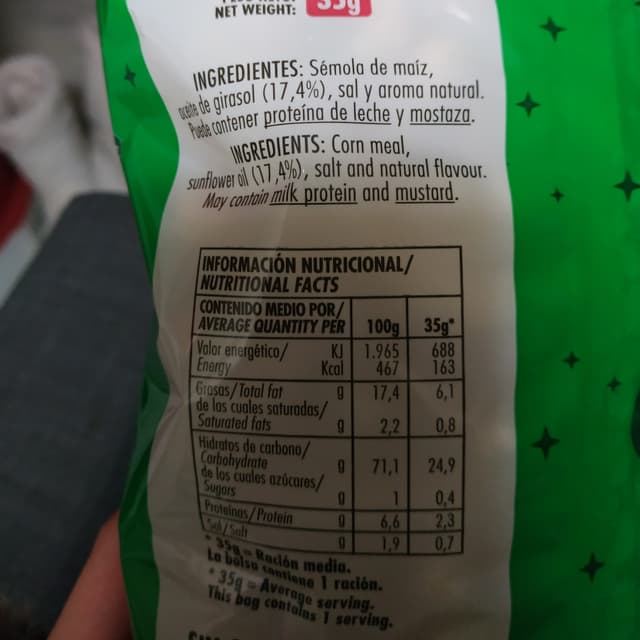 NET WEIGHT: 35g
INGREDIENTES: Sémola de maíz,
aceite de girasol (17,4%), sal y aroma natural.
Puede contener proteína de leche y mostaza.
INGREDIENTS: Corn meal,
sunflower oil (17,4%), salt and natural flavour.
May contain milk protein and mustard.
INFORMACIÓN NUTRICIONAL/
NUTRITIONAL FACTS
CONTENIDO MEDIO POR/
AVERAGE QUANTITY PER 100g 35g*
Valor energético/ KJ 1.965 688
Energy Kcal 467 163
Grasas/Total fat g 17,4 6,1
de las cuales saturadas/
Saturated fats g 2,2 0,8
Hidratos de carbono/
Carbohydrate g 71,1 24,9
de los cuales azúcares/
Sugars g 1 0,4
Proteínas/Protein g 6,6 2,3
Sal/Salt g 1,9 0,7
* 35g = Ración media.
La bolsa contiene 1 ración.
* 35g = Average serving.
This bag contains 1 serving.